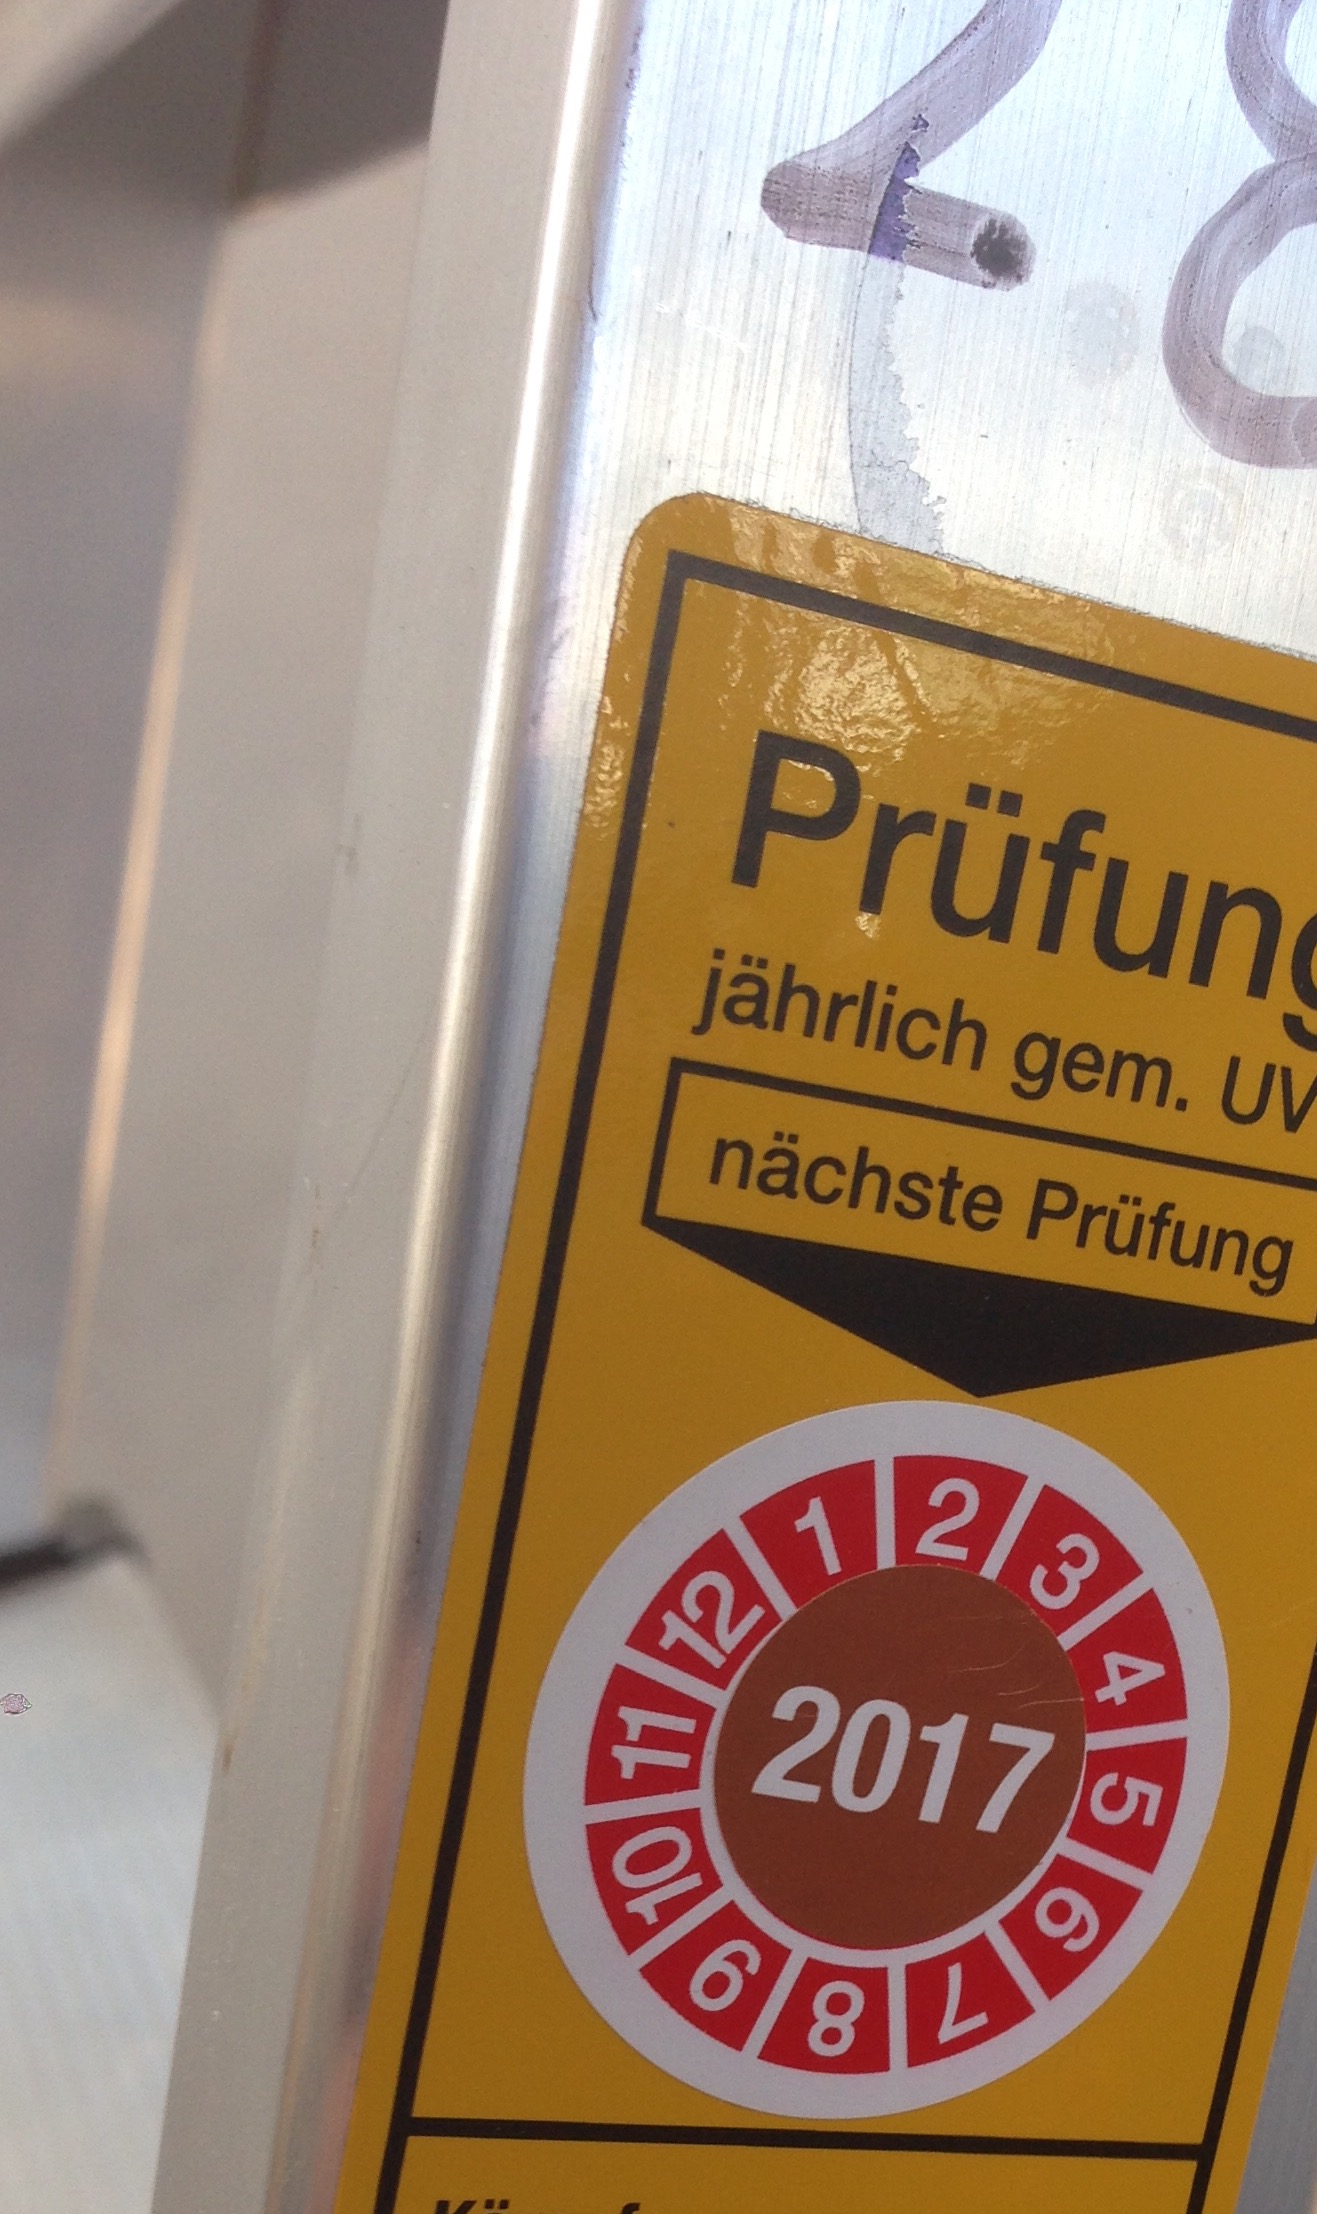 28
Prüfung
jährlich gem. UV
nächste Prüfung
1 2 3 4 5 6 7 8 9 10 11 12
2017